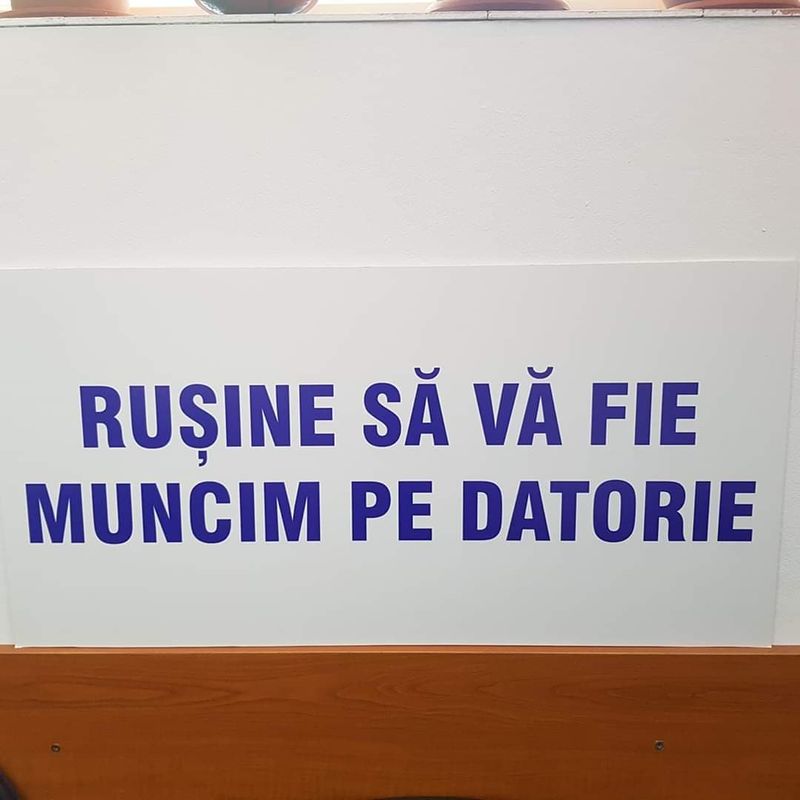 RUȘINE SĂ VĂ FIE
MUNCIM PE DATORIE